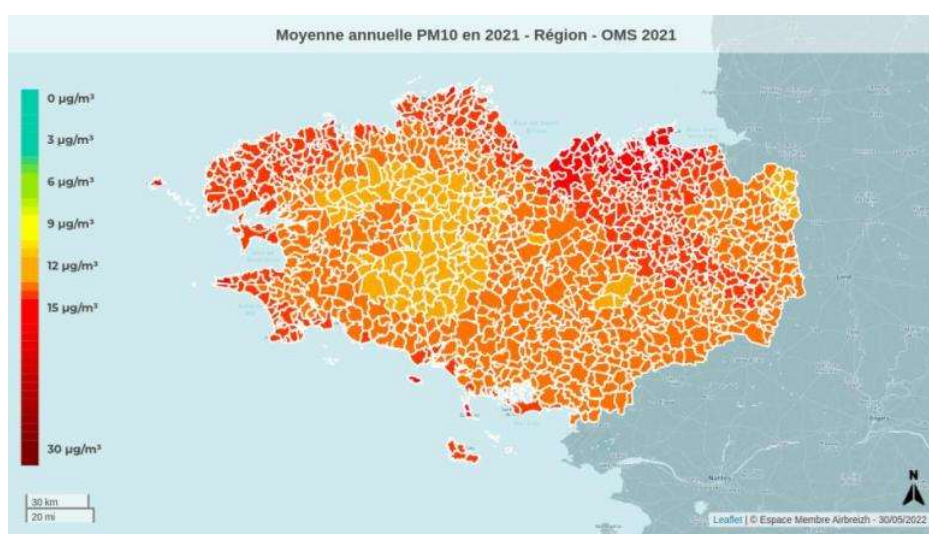 Moyenne annuelle PM10 en 2021 - Région - OMS 2021
0 µg/m³
3 µg/m³
6 µg/m³
9 µg/m³
12 µg/m³
15 µg/m³
30 µg/m³
30 km
20 mi
Nantes
Angers
N
Leaflet | © Espace Membre Airbreizh - 30/05/2022